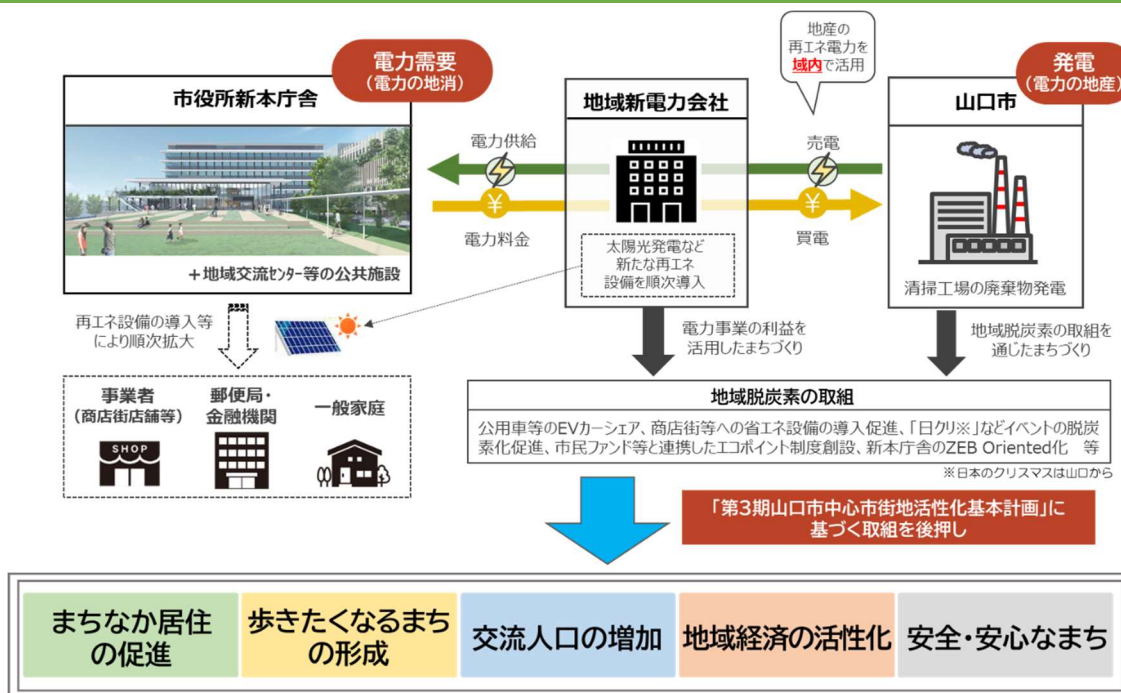 電力需要
(電力の地消)
市役所新本庁舎
+地域交流ｾﾝﾀｰ等の公共施設
電力供給
¥
電力料金
地域新電力会社
太陽光発電など
新たな再エネ
設備を順次導入
地産の
再エネ電力を
域内で活用
売電
¥
買電
発電
(電力の地産)
山口市
清掃工場の廃棄物発電
再エネ設備の導入等
により順次拡大
電力事業の利益を
活用したまちづくり
地域脱炭素の取組を
通じたまちづくり
事業者
(商店街店舗等)
SHOP
郵便局・
金融機関
一般家庭
地域脱炭素の取組
公用車等のEVカーシェア、商店街等への省エネ設備の導入促進、「日クリ※」などイベントの脱炭
素化促進、市民ファンド等と連携したエコポイント制度創設、新本庁舎のZEB Oriented化　等
※日本のクリスマスは山口から
「第3期山口市中心市街地活性化基本計画」に
基づく取組を後押し
まちなか居住
の促進
歩きたくなるまち
の形成
交流人口の増加
地域経済の活性化
安全・安心なまち